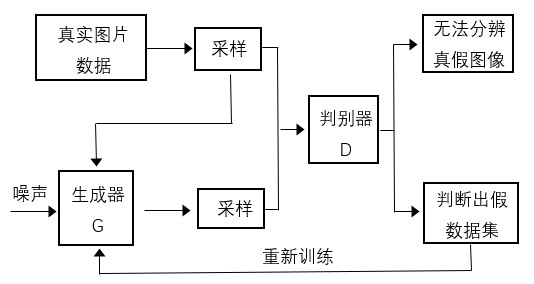 真实图片
数据
采样
无法分辨
真假图像
判别器
D
噪声
生成器
G
采样
判断出假
数据集
重新训练